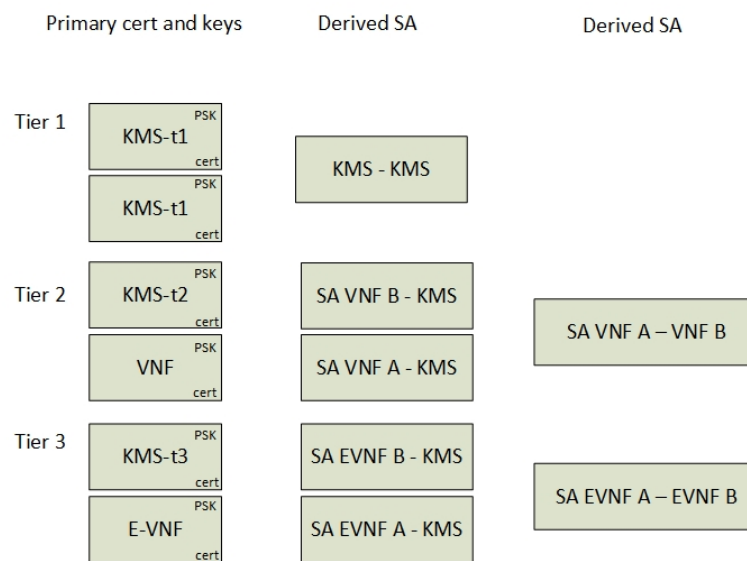 Primary cert and keys
Derived SA
Derived SA
Tier 1
PSK
KMS-t1
cert
PSK
KMS-t1
cert
KMS - KMS
Tier 2
PSK
KMS-t2
cert
PSK
VNF
cert
SA VNF B - KMS
SA VNF A - KMS
SA VNF A – VNF B
Tier 3
PSK
KMS-t3
cert
PSK
E-VNF
cert
SA EVNF B - KMS
SA EVNF A - KMS
SA EVNF A – EVNF B